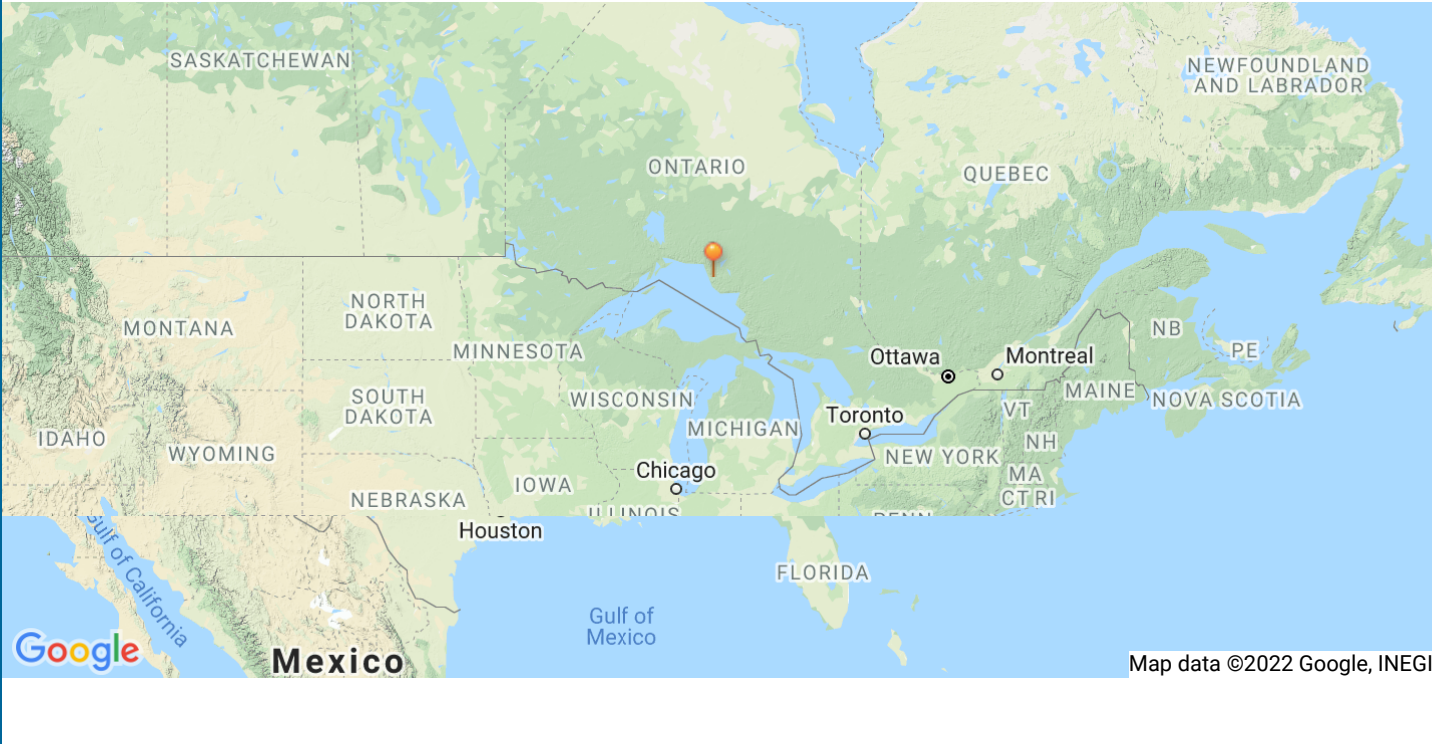 SASKATCHEWAN
NEWFOUNDLAND
AND LABRADOR
ONTARIO
QUEBEC
NORTH
DAKOTA
MONTANA
MINNESOTA
NB
PE
Ottawa
Montreal
SOUTH
DAKOTA
WISCONSIN
MAINE
NOVA SCOTIA
VT
Toronto
MICHIGAN
IDAHO
WYOMING
NH
NEW YORK
Chicago
MA
IOWA
NEBRASKA
CT RI
ILLINOIS
PENN
Houston
Gulf of California
FLORIDA
Gulf of
Mexico
Google
Mexico
Map data ©2022 Google, INEGI